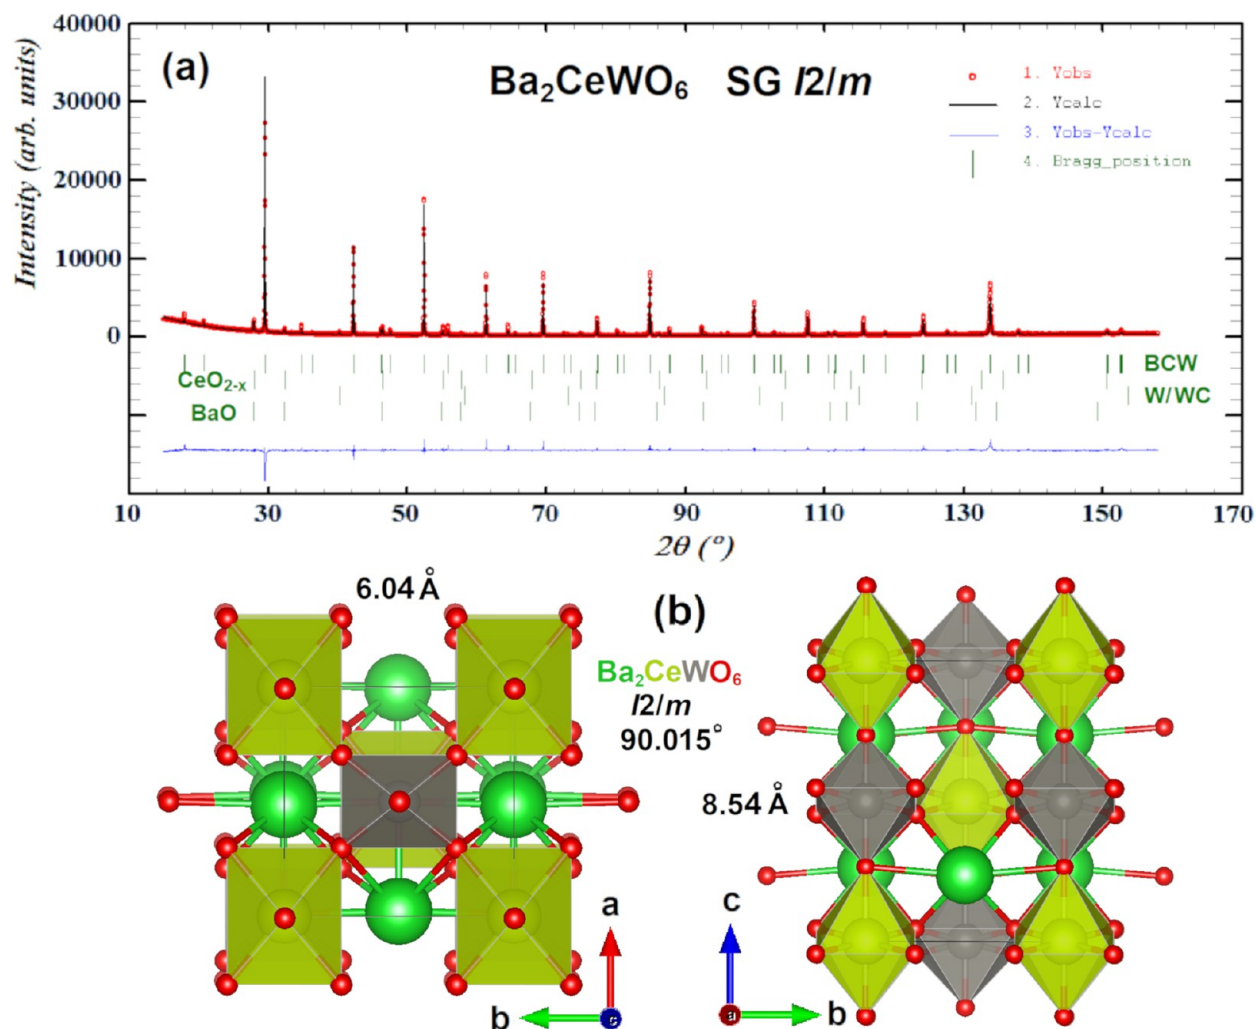 40000
30000
20000
10000
0
Intensity (arb. units)
(a)
Ba₂CeWO₆ SG I2/m
1. Yobs
2. Ycalc
3. Yobs-Ycalc
4. Bragg_position
BCW
CeO₂₋ₓ
W/WC
BaO
10 30 50 70 90 110 130 150 170
2θ (°)
6.04 Å
(b)
Ba₂CeWO₆
I2/m
90.015°
8.54 Å
a
b
c
c
a
b